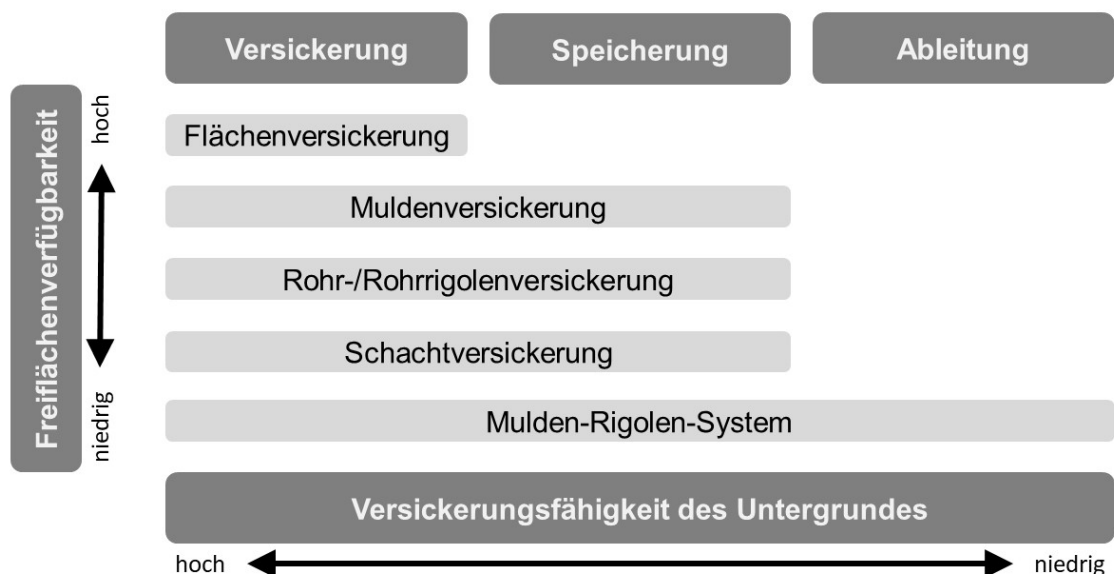 Versickerung
Speicherung
Ableitung
Freiflächenverfügbarkeit
hoch
niedrig
Flächenversickerung
Muldenversickerung
Rohr-/Rohrrigolenversickerung
Schachtversickerung
Mulden-Rigolen-System
Versickerungsfähigkeit des Untergrundes
hoch
niedrig